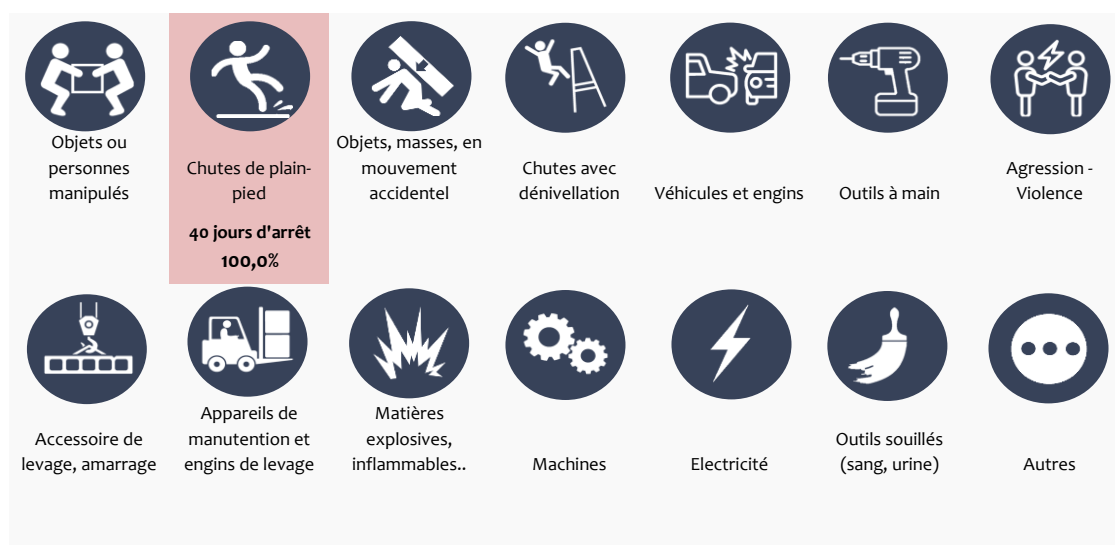 Objets ou
personnes
manipulés
Chutes de plain-
pied
40 jours d'arrêt
100,0%
Objets, masses, en
mouvement
accidentel
Chutes avec
dénivellation
Véhicules et engins
Outils à main
Agression -
Violence
Accessoire de
levage, amarrage
Appareils de
manutention et
engins de levage
Matières
explosives,
inflammables..
Machines
Electricité
Outils souillés
(sang, urine)
Autres